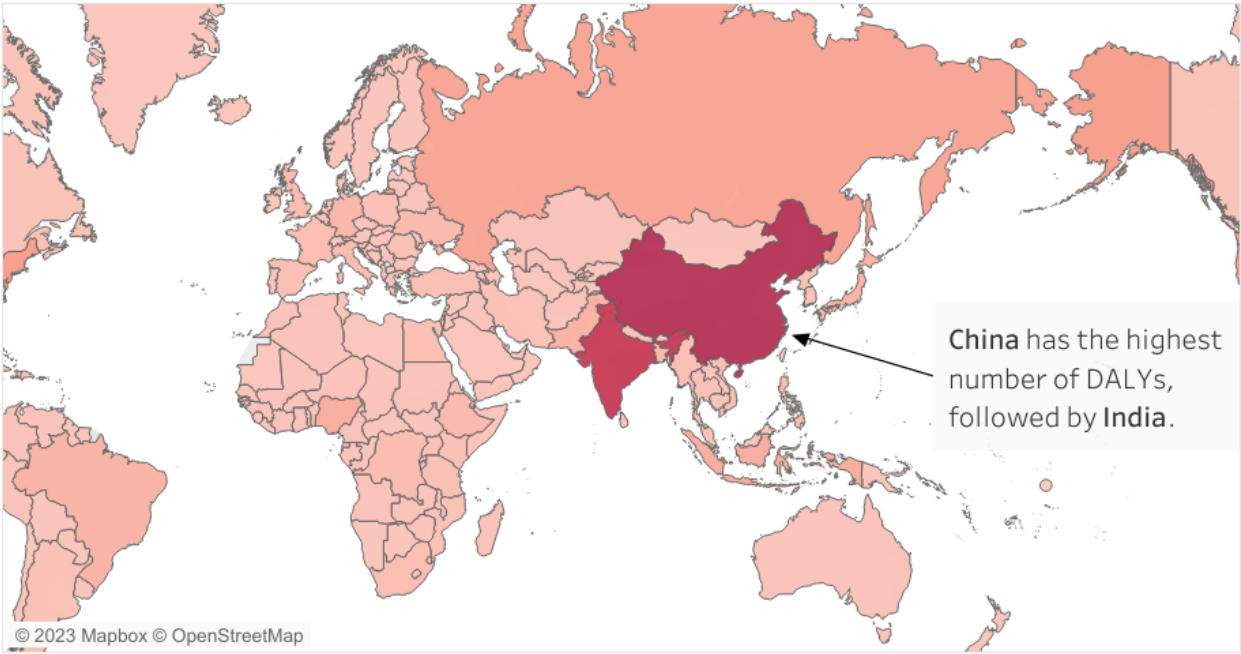 China has the highest
number of DALYs,
followed by India.
© 2023 Mapbox © OpenStreetMap